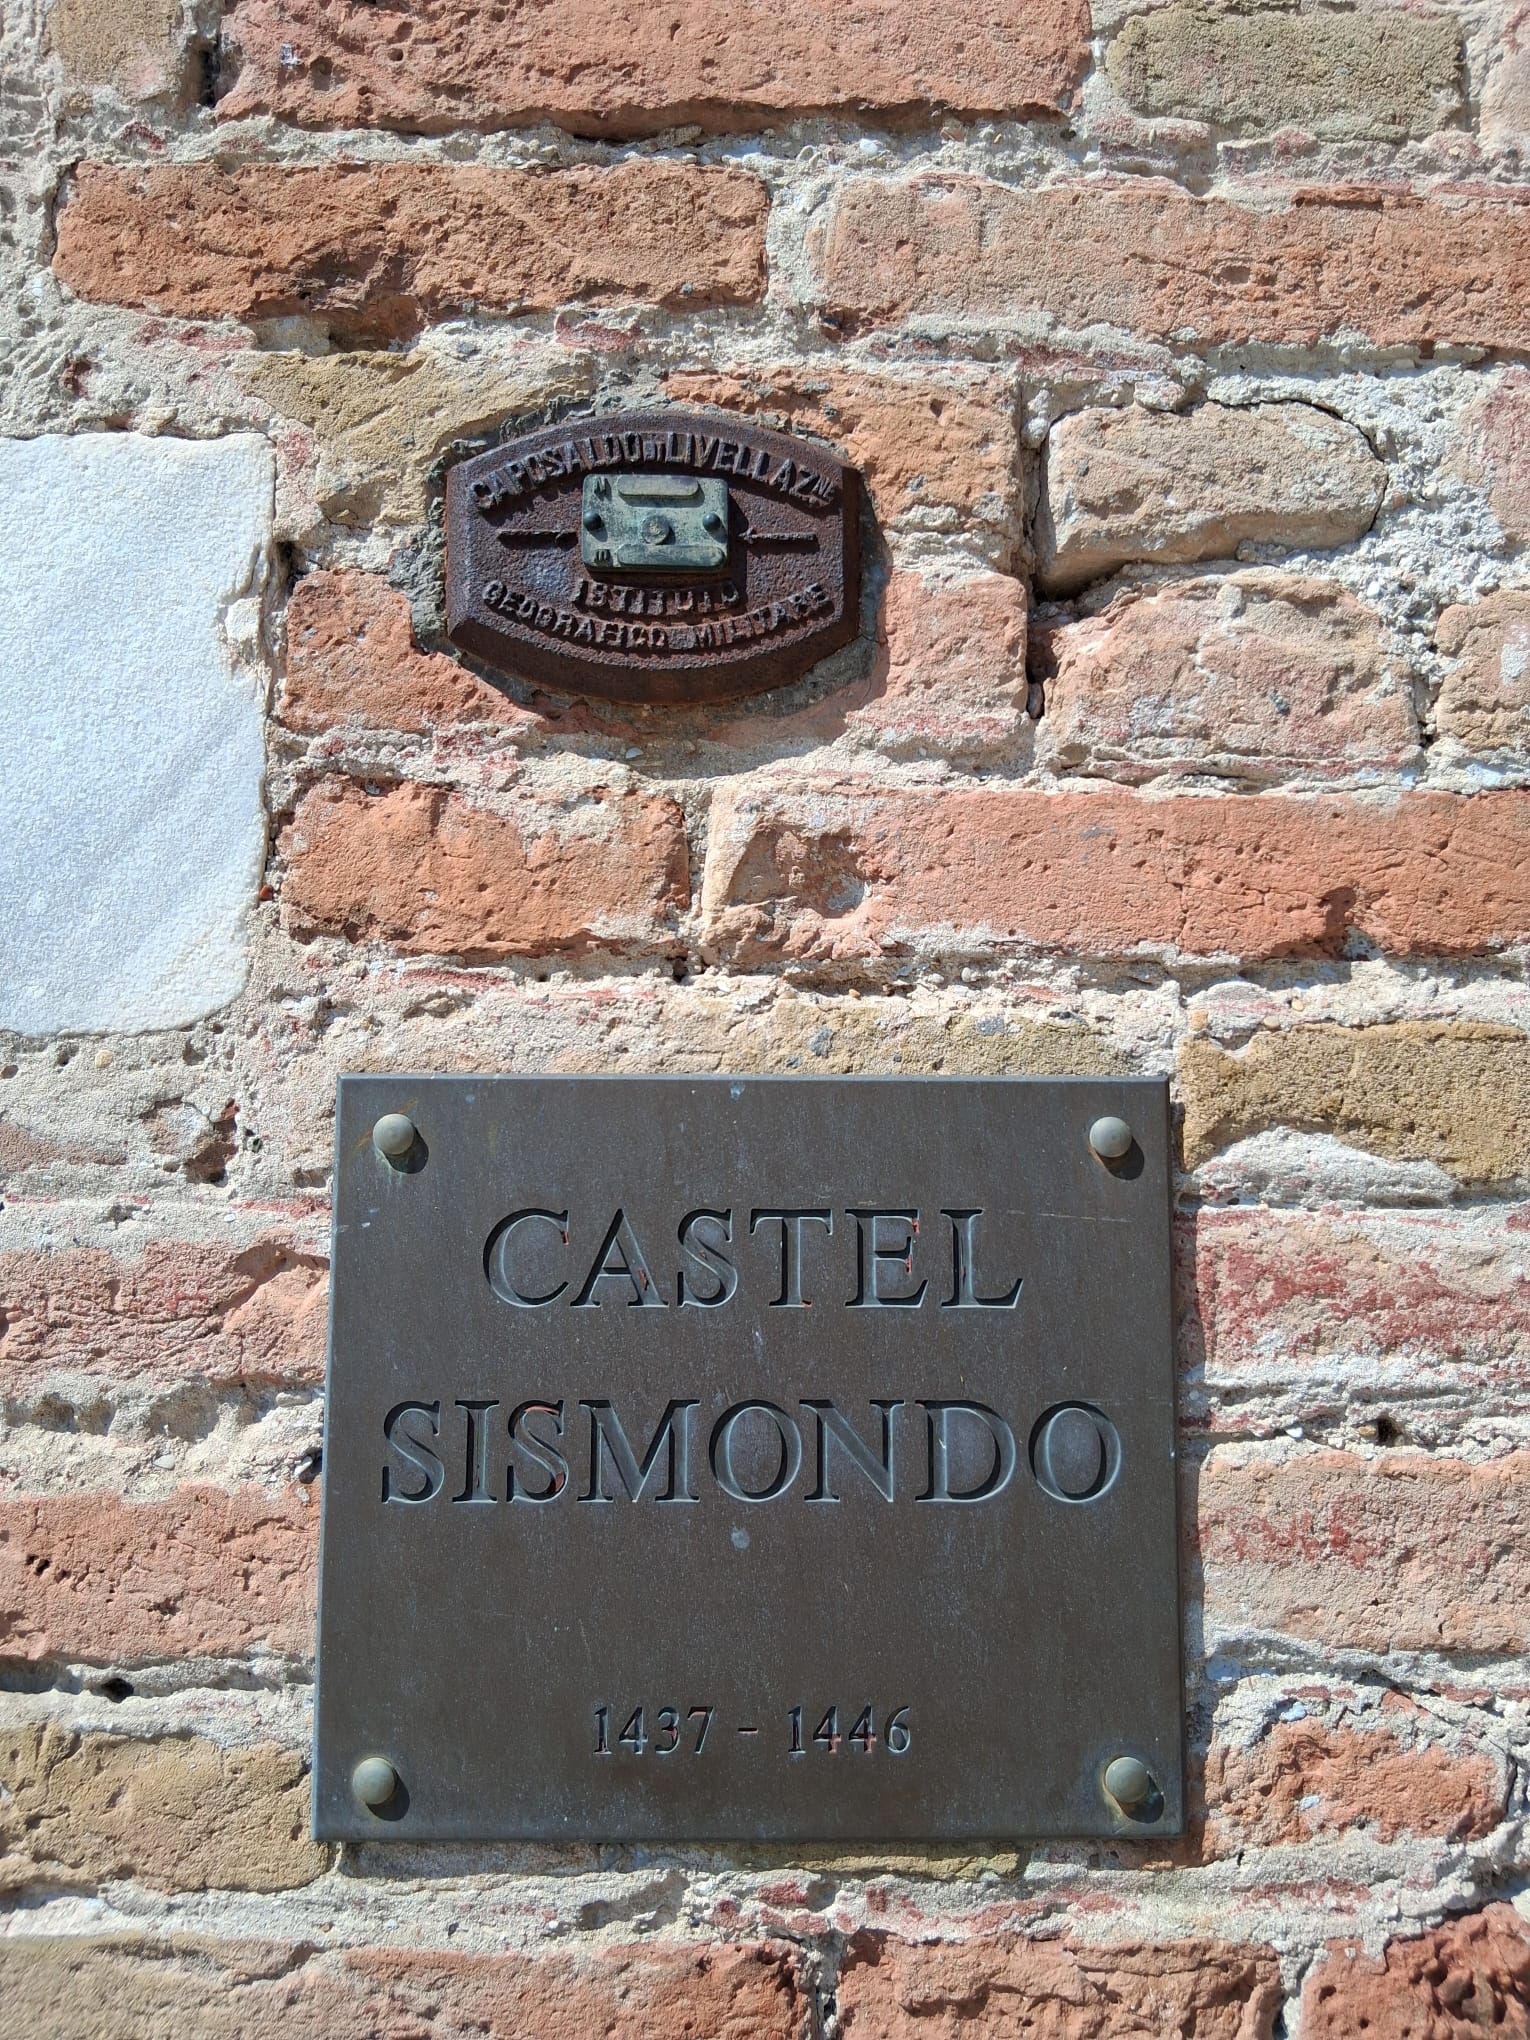 CAPOSALDO DI LIVELLAZNE
ISTITUTO
GEOGRAFICO MILITARE
CASTEL
SISMONDO
1437 - 1446